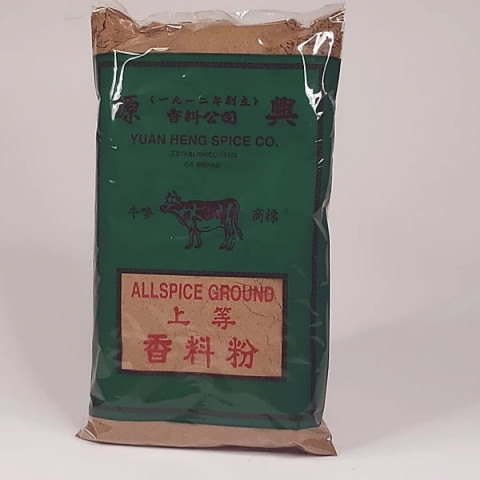 源 (一九一二年創立) 興
香料公司
YUAN HENG SPICE CO.
ESTABLISHED 1912
OX BRAND
牛嘜 商標
ALLSPICE GROUND
上等
香料粉